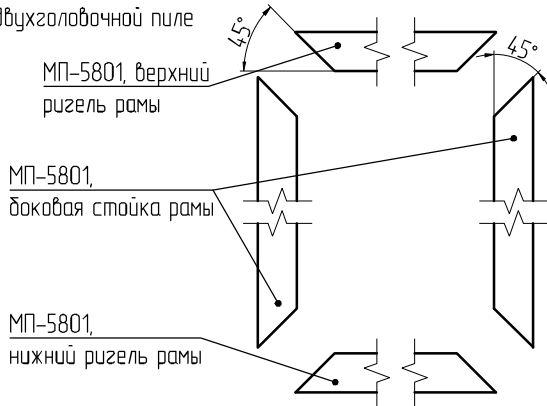 двухголовочной пиле
45°
45°
МП-5801, верхний
ригель рамы
МП-5801,
боковая стойка рамы
МП-5801,
нижний ригель рамы